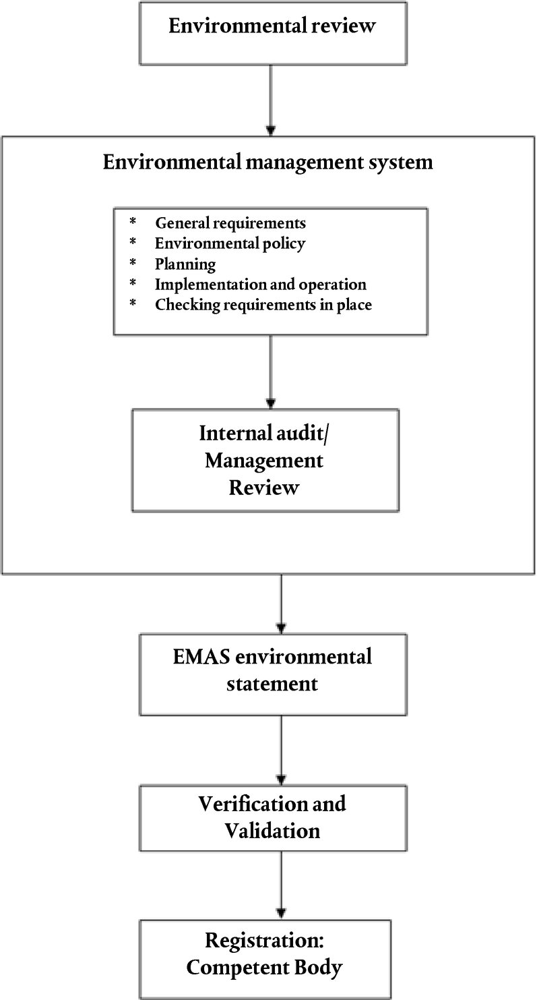 Environmental review
Environmental management system
* General requirements
* Environmental policy
* Planning
* Implementation and operation
* Checking requirements in place
Internal audit/
Management
Review
EMAS environmental
statement
Verification and
Validation
Registration:
Competent Body